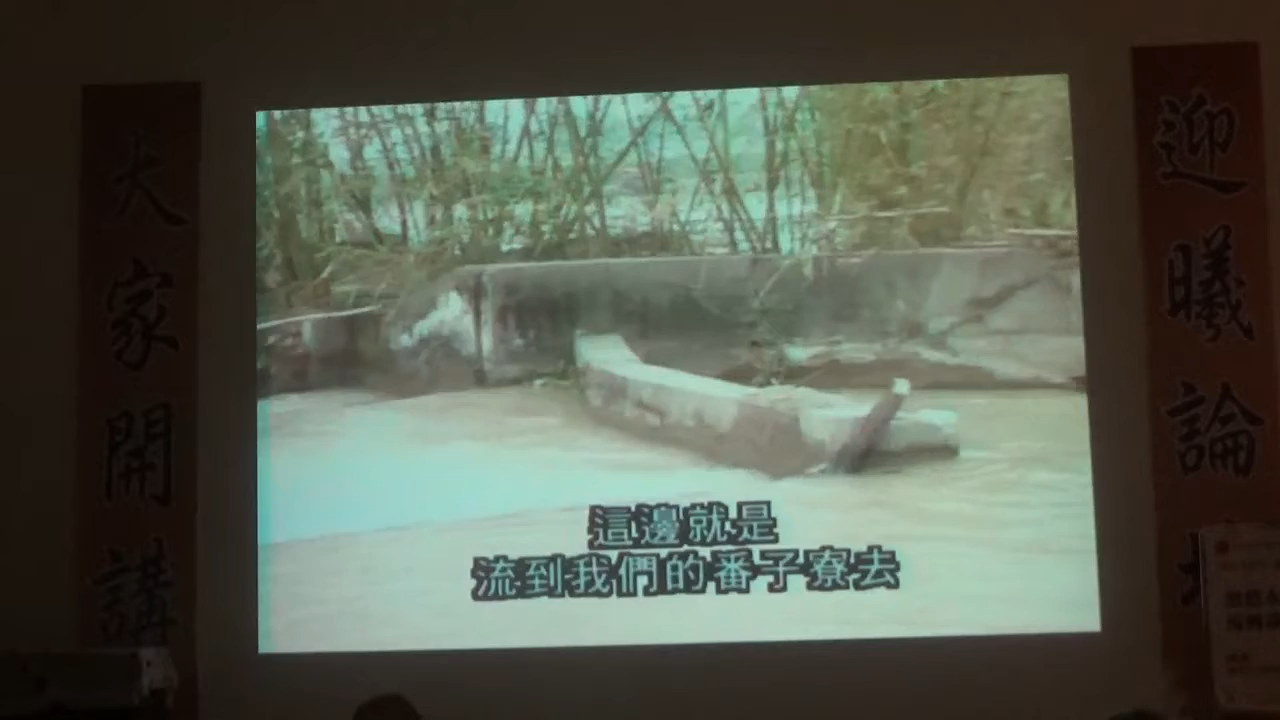 迎曦論
大家開講
這邊就是
流到我們的番子寮去